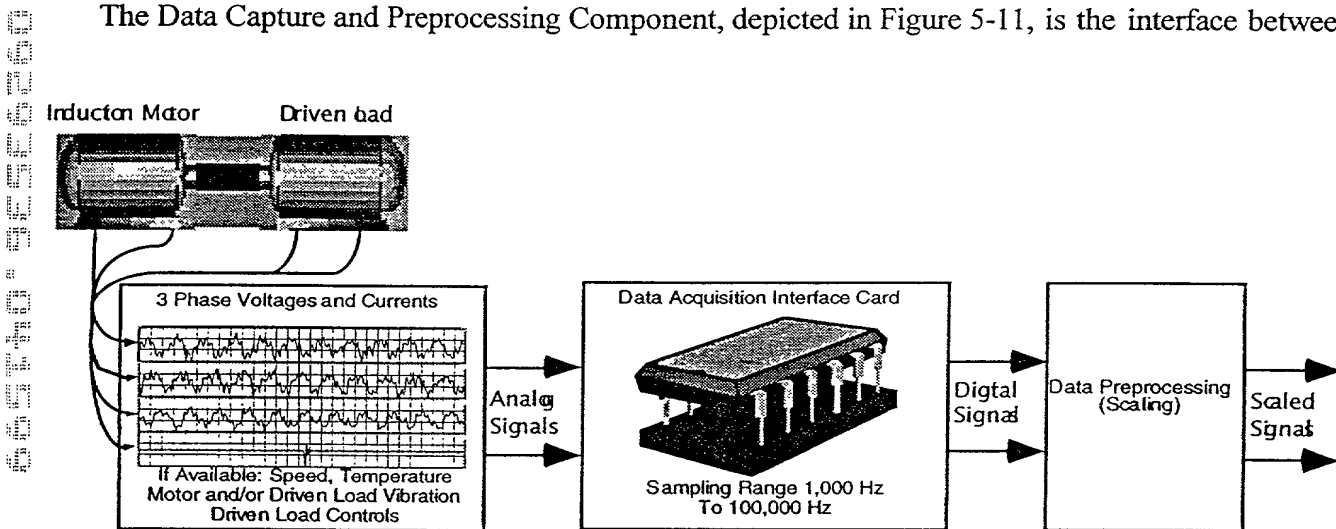 The Data Capture and Preprocessing Component, depicted in Figure 5-11, is the interface betwee
Inducton Motor
Driven oad
3 Phase Voltages and Currents
If Available: Speed, Temperature
Motor and/or Driven Load Vibration
Driven Load Controls
Analog
Signals
Data Acquisition Interface Card
Sampling Range 1,000 Hz
To 100,000 Hz
Digtal
Signals
Data Preprocessing
(Scaling)
Scaled
Signals